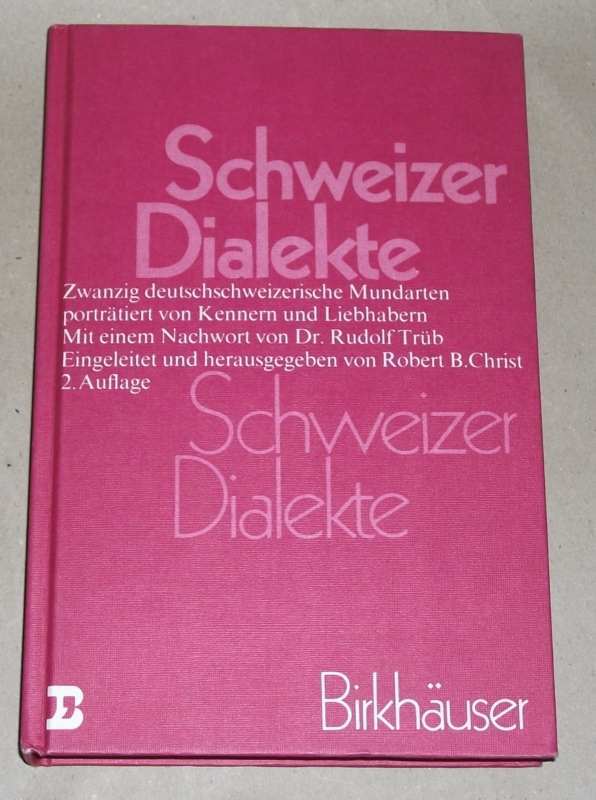 Schweizer
Dialekte
Zwanzig deutschschweizerische Mundarten
porträtiert von Kennern und Liebhabern
Mit einem Nachwort von Dr. Rudolf Trüb
Eingeleitet und herausgegeben von Robert B.Christ
2. Auflage
Schweizer
Dialekte
Birkhäuser